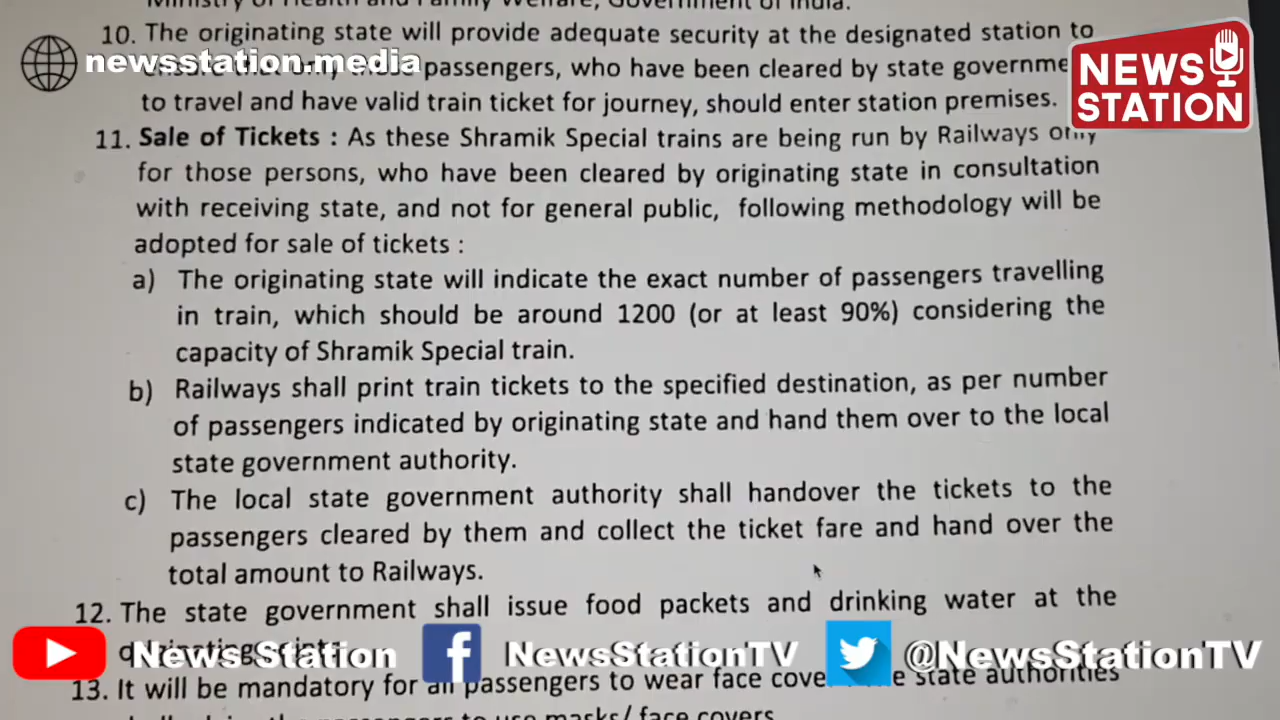 Ministry of Health and Family Welfare, Government of India.
10. The originating state will provide adequate security at the designated station to
passengers, who have been cleared by state
to travel and have valid train ticket for journey, should enter station premises.
11. Sale of Tickets : As these Shramik Special trains are being run by Railways only
for those persons, who have been cleared by originating state in consultation
with receiving state, and not for general public, following methodology will be
adopted for sale of tickets :
a) The originating state will indicate the exact number of passengers travelling
in train, which should be around 1200 (or at least 90%) considering the
capacity of Shramik Special train.
b) Railways shall print train tickets to the specified destination, as per number
of passengers indicated by originating state and hand them over to the local
state government authority.
c) The local state government authority shall handover the tickets to the
passengers cleared by them and collect the ticket fare and hand over the
total amount to Railways.
12. The state government shall issue food packets and drinking water at the
13. It will be mandatory for all passengers to wear face state authorities
passengers to use masks/ face covers.
newsstation.media
NEWS
STATION
News Station
NewsStationTV
@NewsStationTV